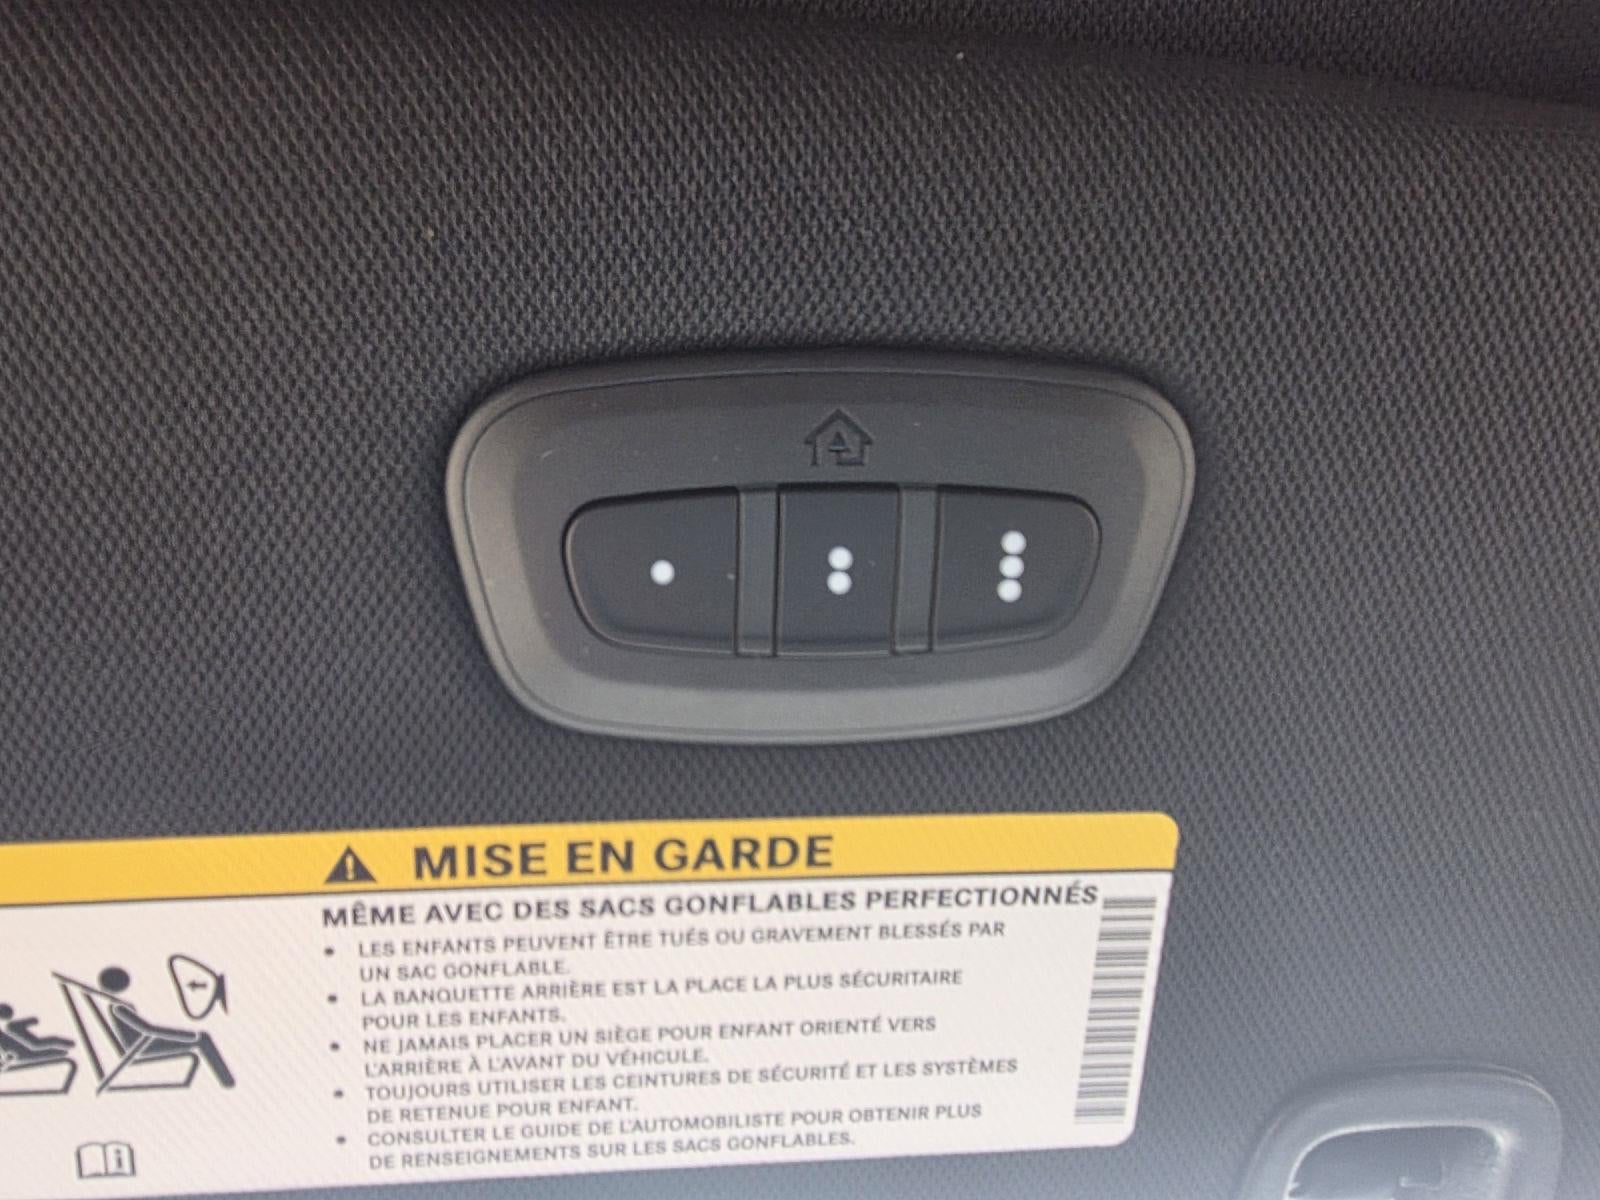 MISE EN GARDE
MÊME AVEC DES SACS GONFLABLES PERFECTIONNÉS
• LES ENFANTS PEUVENT ÊTRE TUÉS OU GRAVEMENT BLESSÉS PAR
UN SAC GONFLABLE.
• LA BANQUETTE ARRIÈRE EST LA PLACE LA PLUS SÉCURITAIRE
POUR LES ENFANTS.
• NE JAMAIS PLACER UN SIÈGE POUR ENFANT ORIENTÉ VERS
L'ARRIÈRE À L'AVANT DU VÉHICULE.
• TOUJOURS UTILISER LES CEINTURES DE SÉCURITÉ ET LES SYSTÈMES
DE RETENUE POUR ENFANT.
• CONSULTER LE GUIDE DE L'AUTOMOBILISTE POUR OBTENIR PLUS
DE RENSEIGNEMENTS SUR LES SACS GONFLABLES.